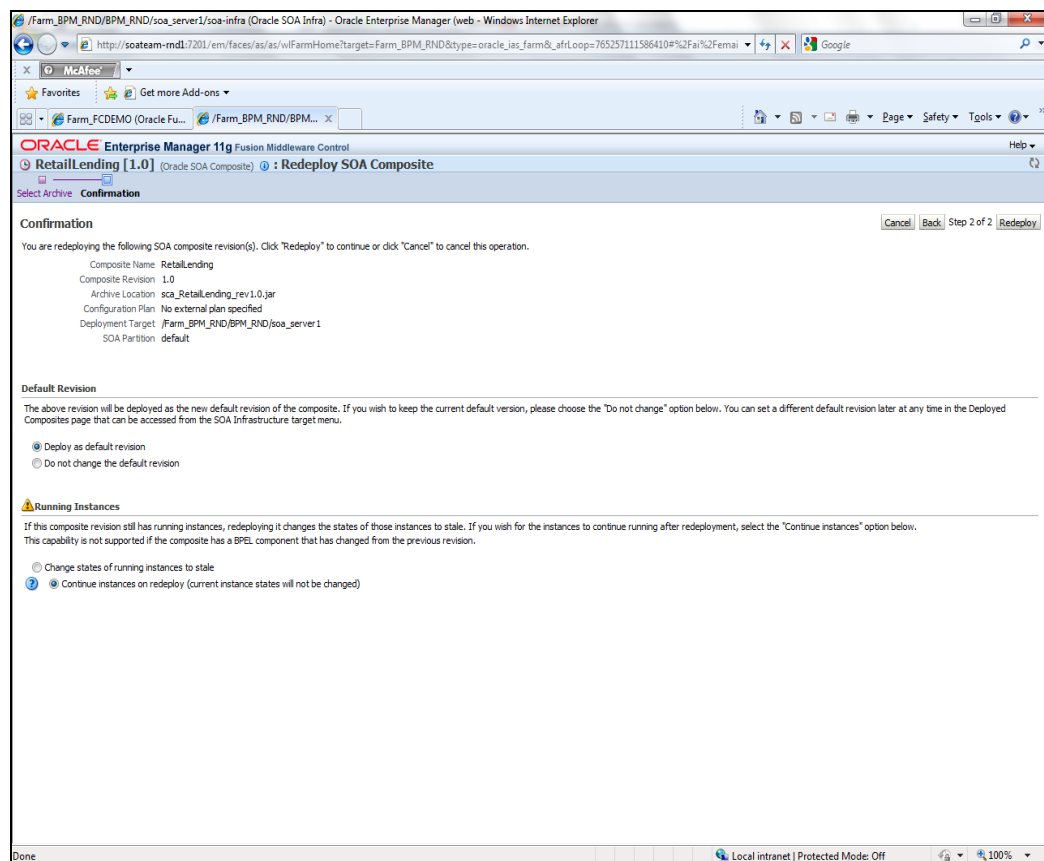 /Farm_BPM_RND/BPM_RND/soa_server1/soa-infra (Oracle SOA Infra) - Oracle Enterprise Manager (web - Windows Internet Explorer
http://soateam-rnd1:7201/em/faces/as/as/wlFarmHome?target=Farm_BPM_RND&type=oracle_ias_farm&_afrLoop=765257111586410#%2Fai%2Femai
Google
X McAfee
Favorites Get more Add-ons
Farm_FCDEMO (Oracle Fu... /Farm_BPM_RND/BPM... X Page Safety Tools
ORACLE Enterprise Manager 11g Fusion Middleware Control Help
RetailLending [1.0] (Oracle SOA Composite) : Redeploy SOA Composite
Select Archive Confirmation
Confirmation Cancel Back Step 2 of 2 Redeploy
You are redeploying the following SOA composite revision(s). Click "Redeploy" to continue or click "Cancel" to cancel this operation.
Composite Name RetailLending
Composite Revision 1.0
Archive Location sca_RetailLending_rev1.0.jar
Configuration Plan No external plan specified
Deployment Target /Farm_BPM_RND/BPM_RND/soa_server1
SOA Partition default
Default Revision
The above revision will be deployed as the new default revision of the composite. If you wish to keep the current default version, please choose the "Do not change" option below. You can set a different default revision later at any time in the Deployed
Composites page that can be accessed from the SOA Infrastructure target menu.
Deploy as default revision
Do not change the default revision
Running Instances
If this composite revision still has running instances, redeploying it changes the states of those instances to stale. If you wish for the instances to continue running after redeployment, select the "Continue instances" option below.
This capability is not supported if the composite has a BPEL component that has changed from the previous revision.
Change states of running instances to stale
Continue instances on redeploy (current instance states will not be changed)
Done Local intranet | Protected Mode: Off 100%